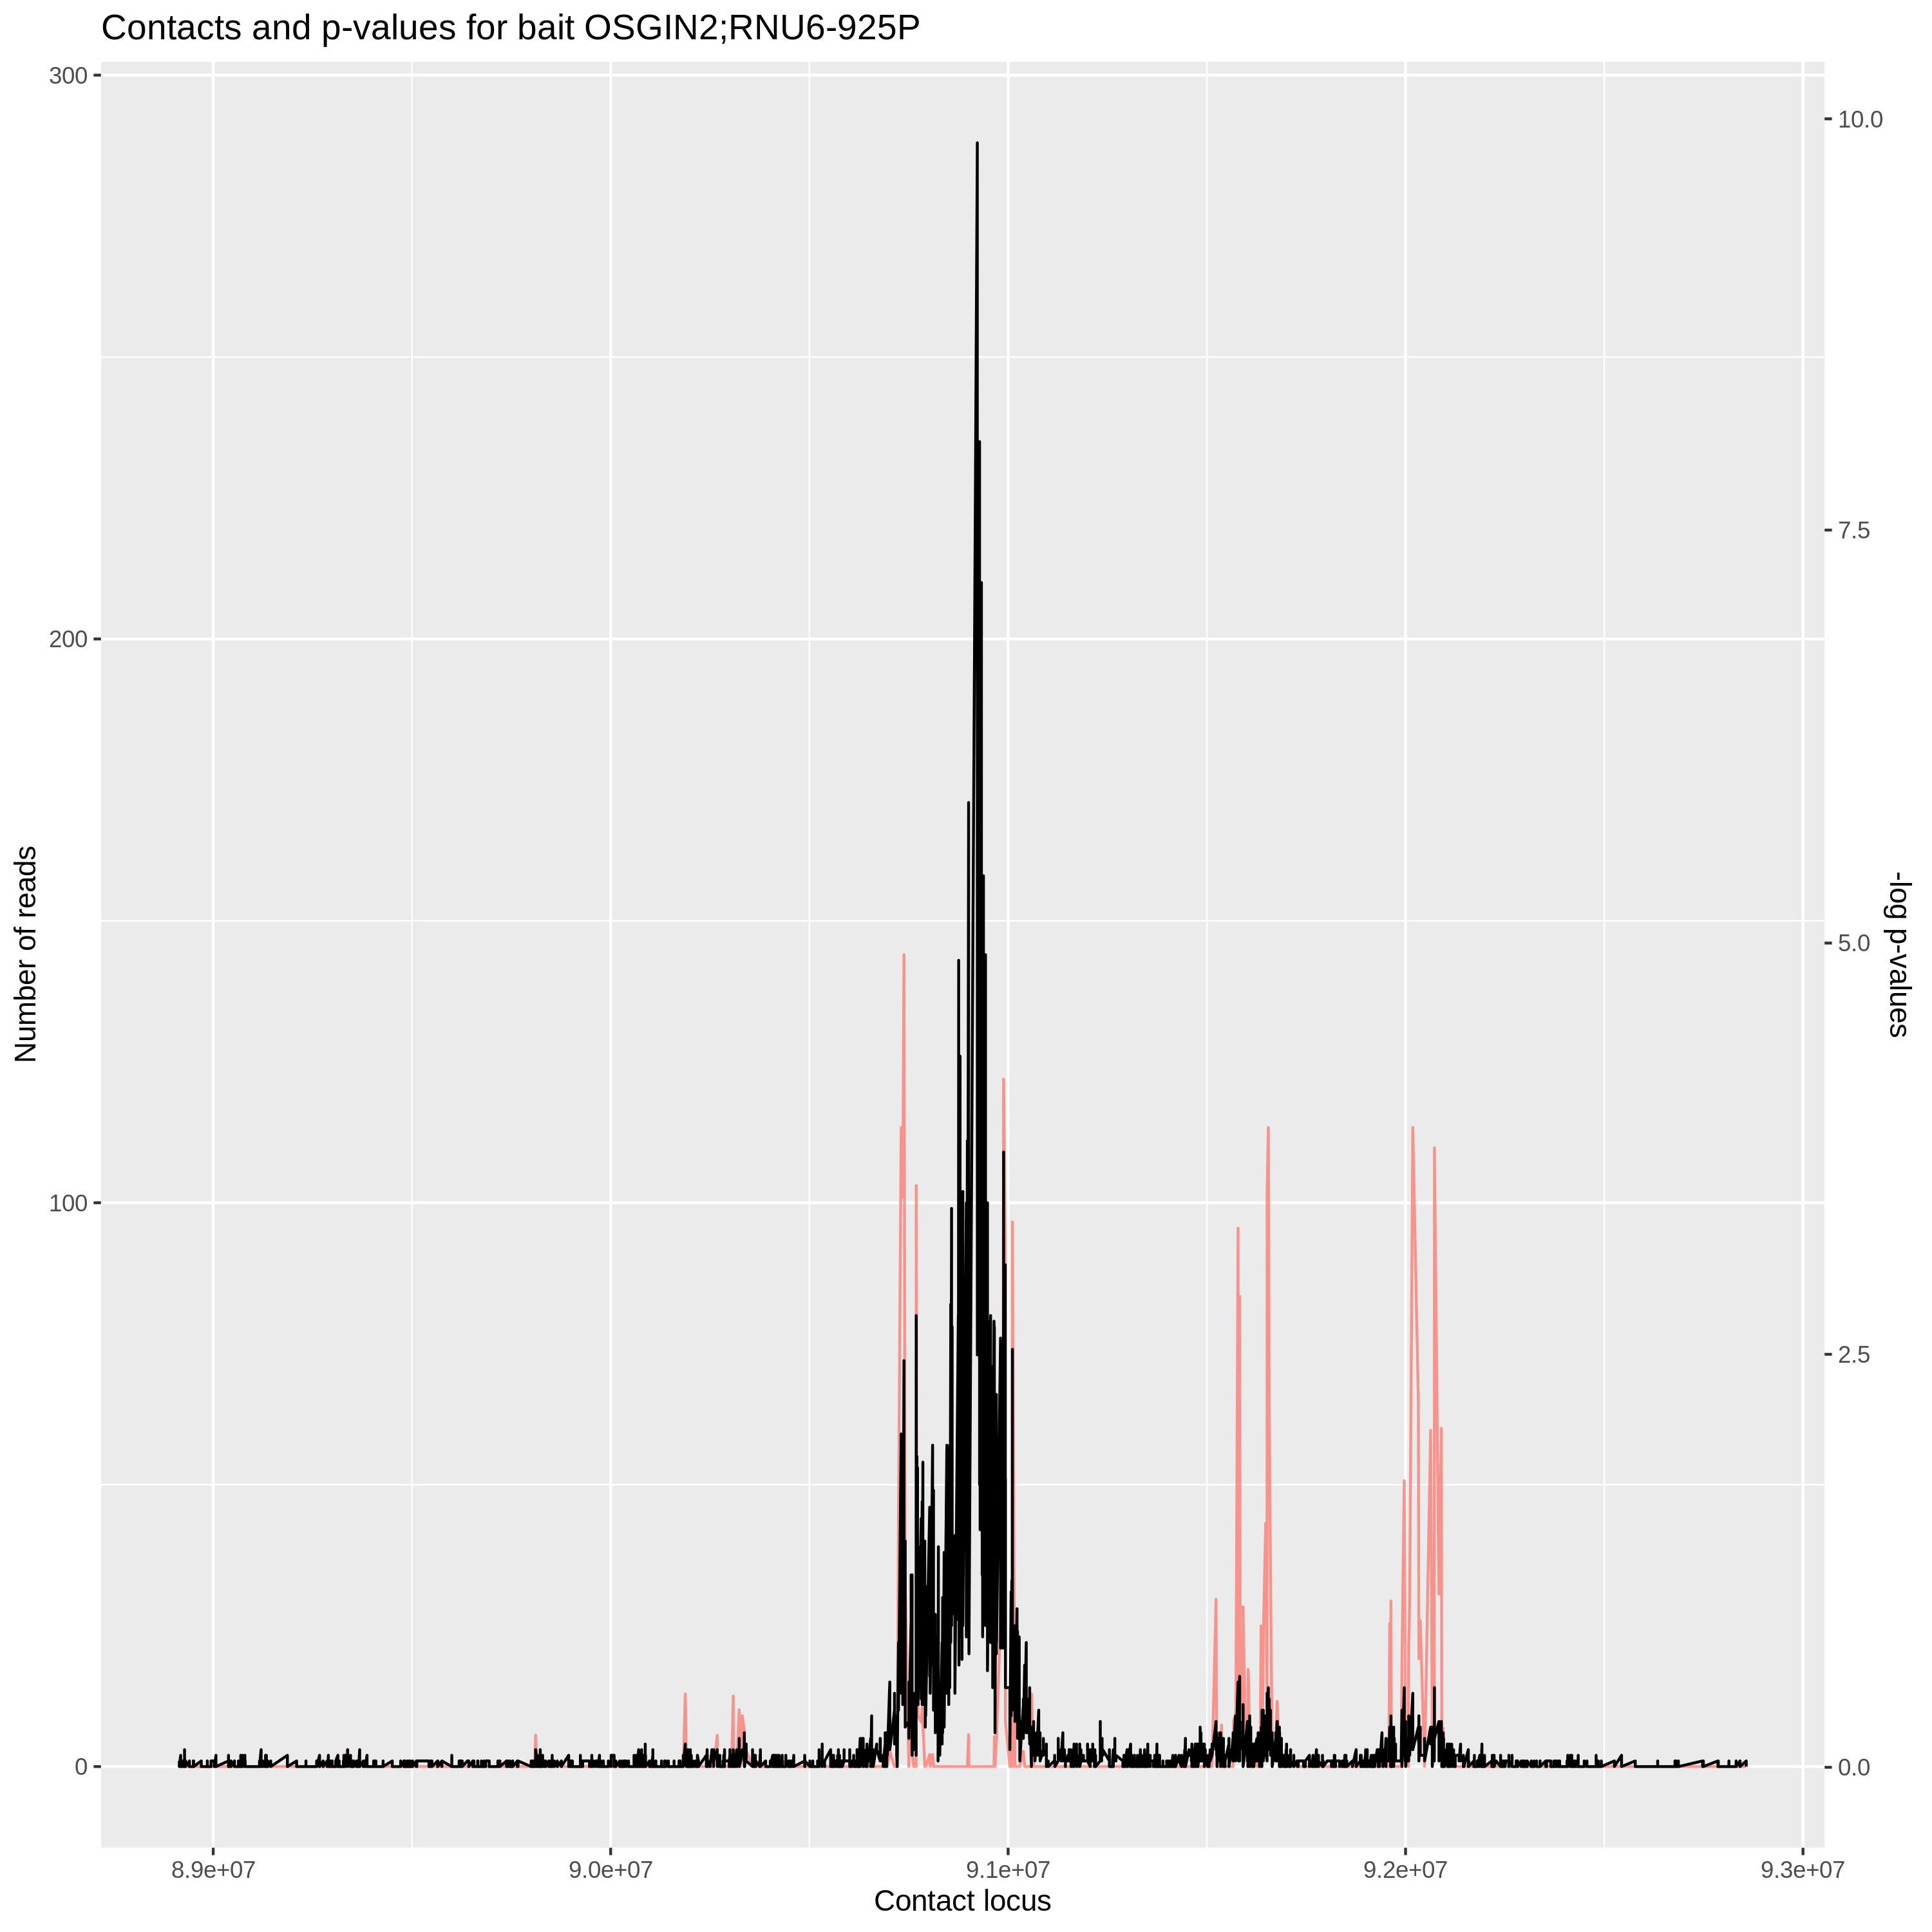 Contacts and p-values for bait OSGIN2;RNU6-925P
300
200
100
0
Number of reads
10.0
7.5
5.0
2.5
0.0
-log p-values
8.9e+07 9.0e+07 9.1e+07 9.2e+07 9.3e+07
Contact locus